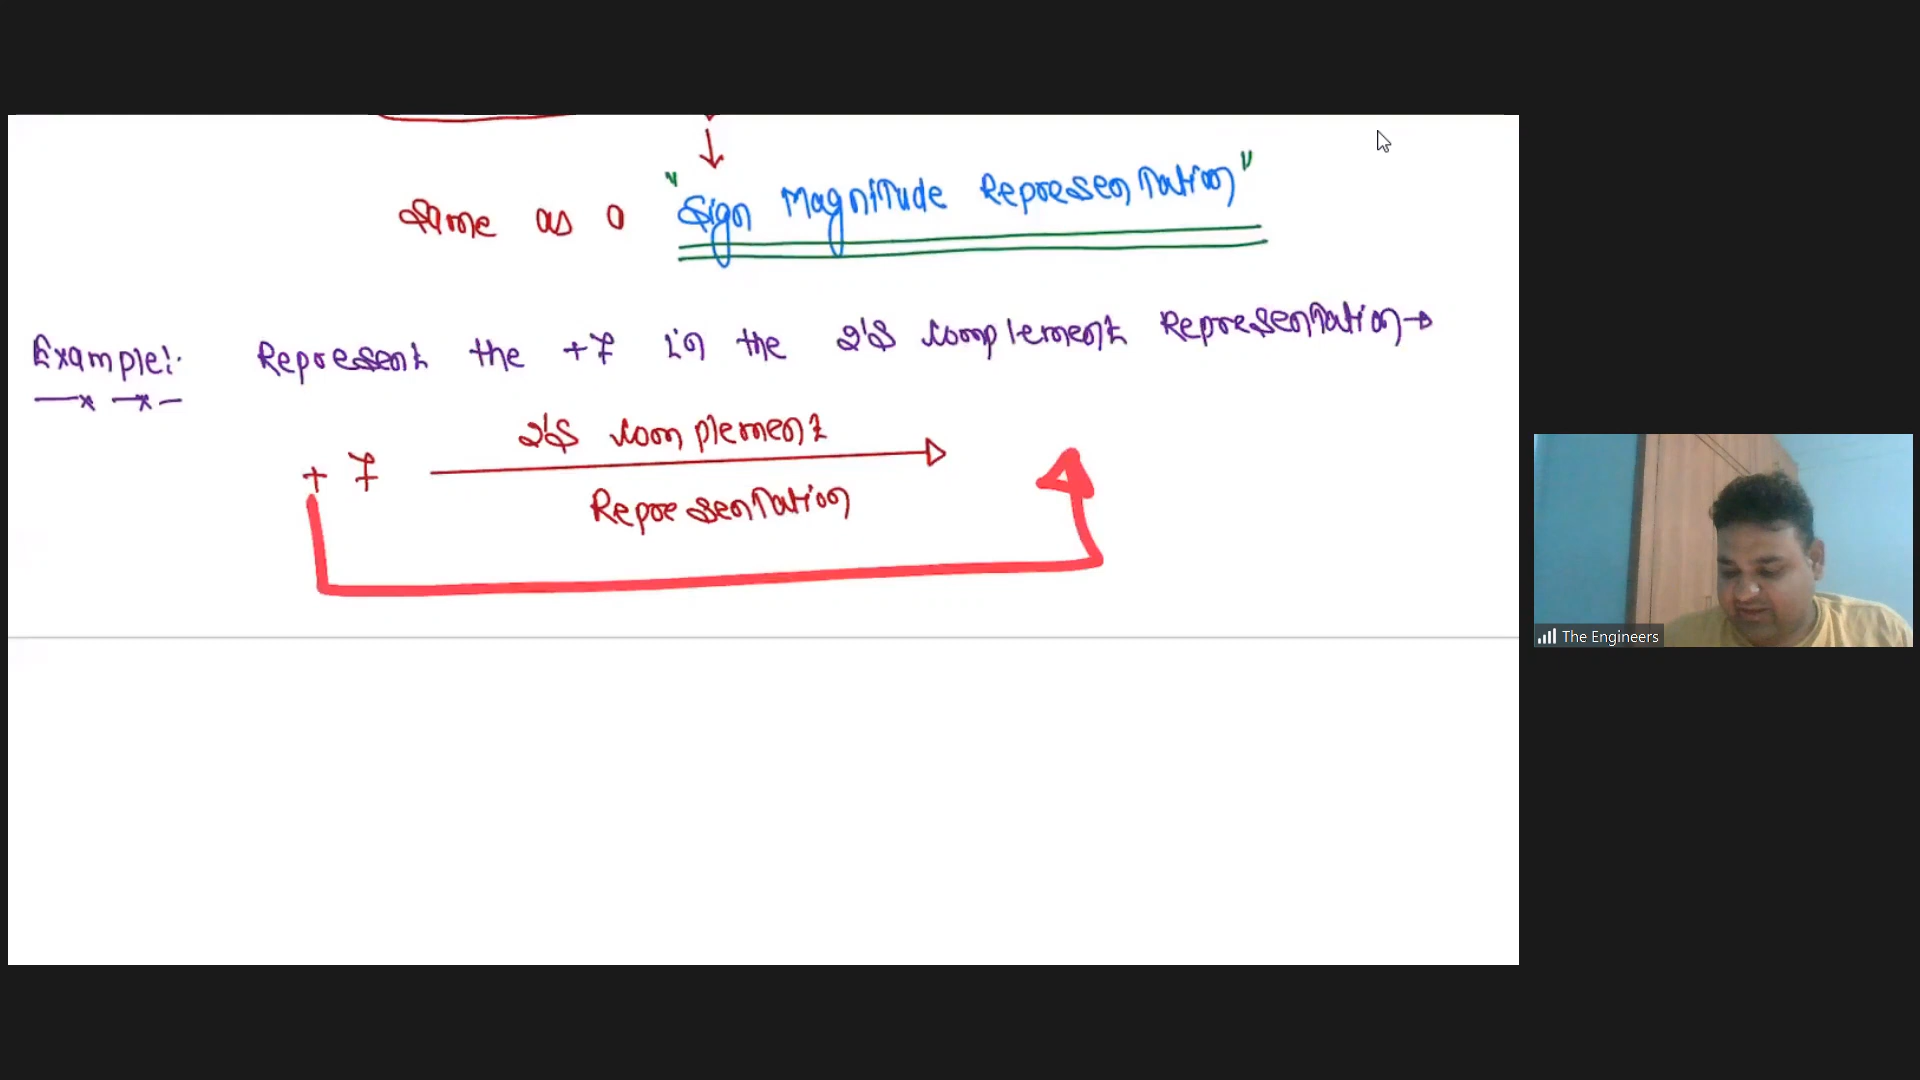 Same as a "Sign Magnitude Representation"
Example:- Represent the +7 in the 2's complement Representation→
2's complement
+ 7
Representation
The Engineers